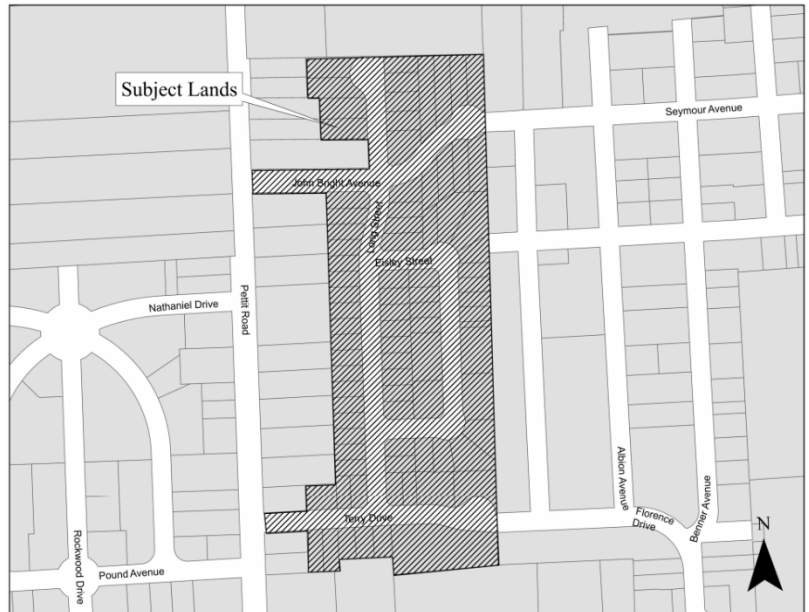 Subject Lands
Seymour Avenue
John Bright Avenue
Long Street
Eisley Street
Nathaniel Drive
Pettit Road
Albion Avenue
Benner Avenue
Florence
Drive
Terry Drive
N
Rockwood Drive
Pound Avenue